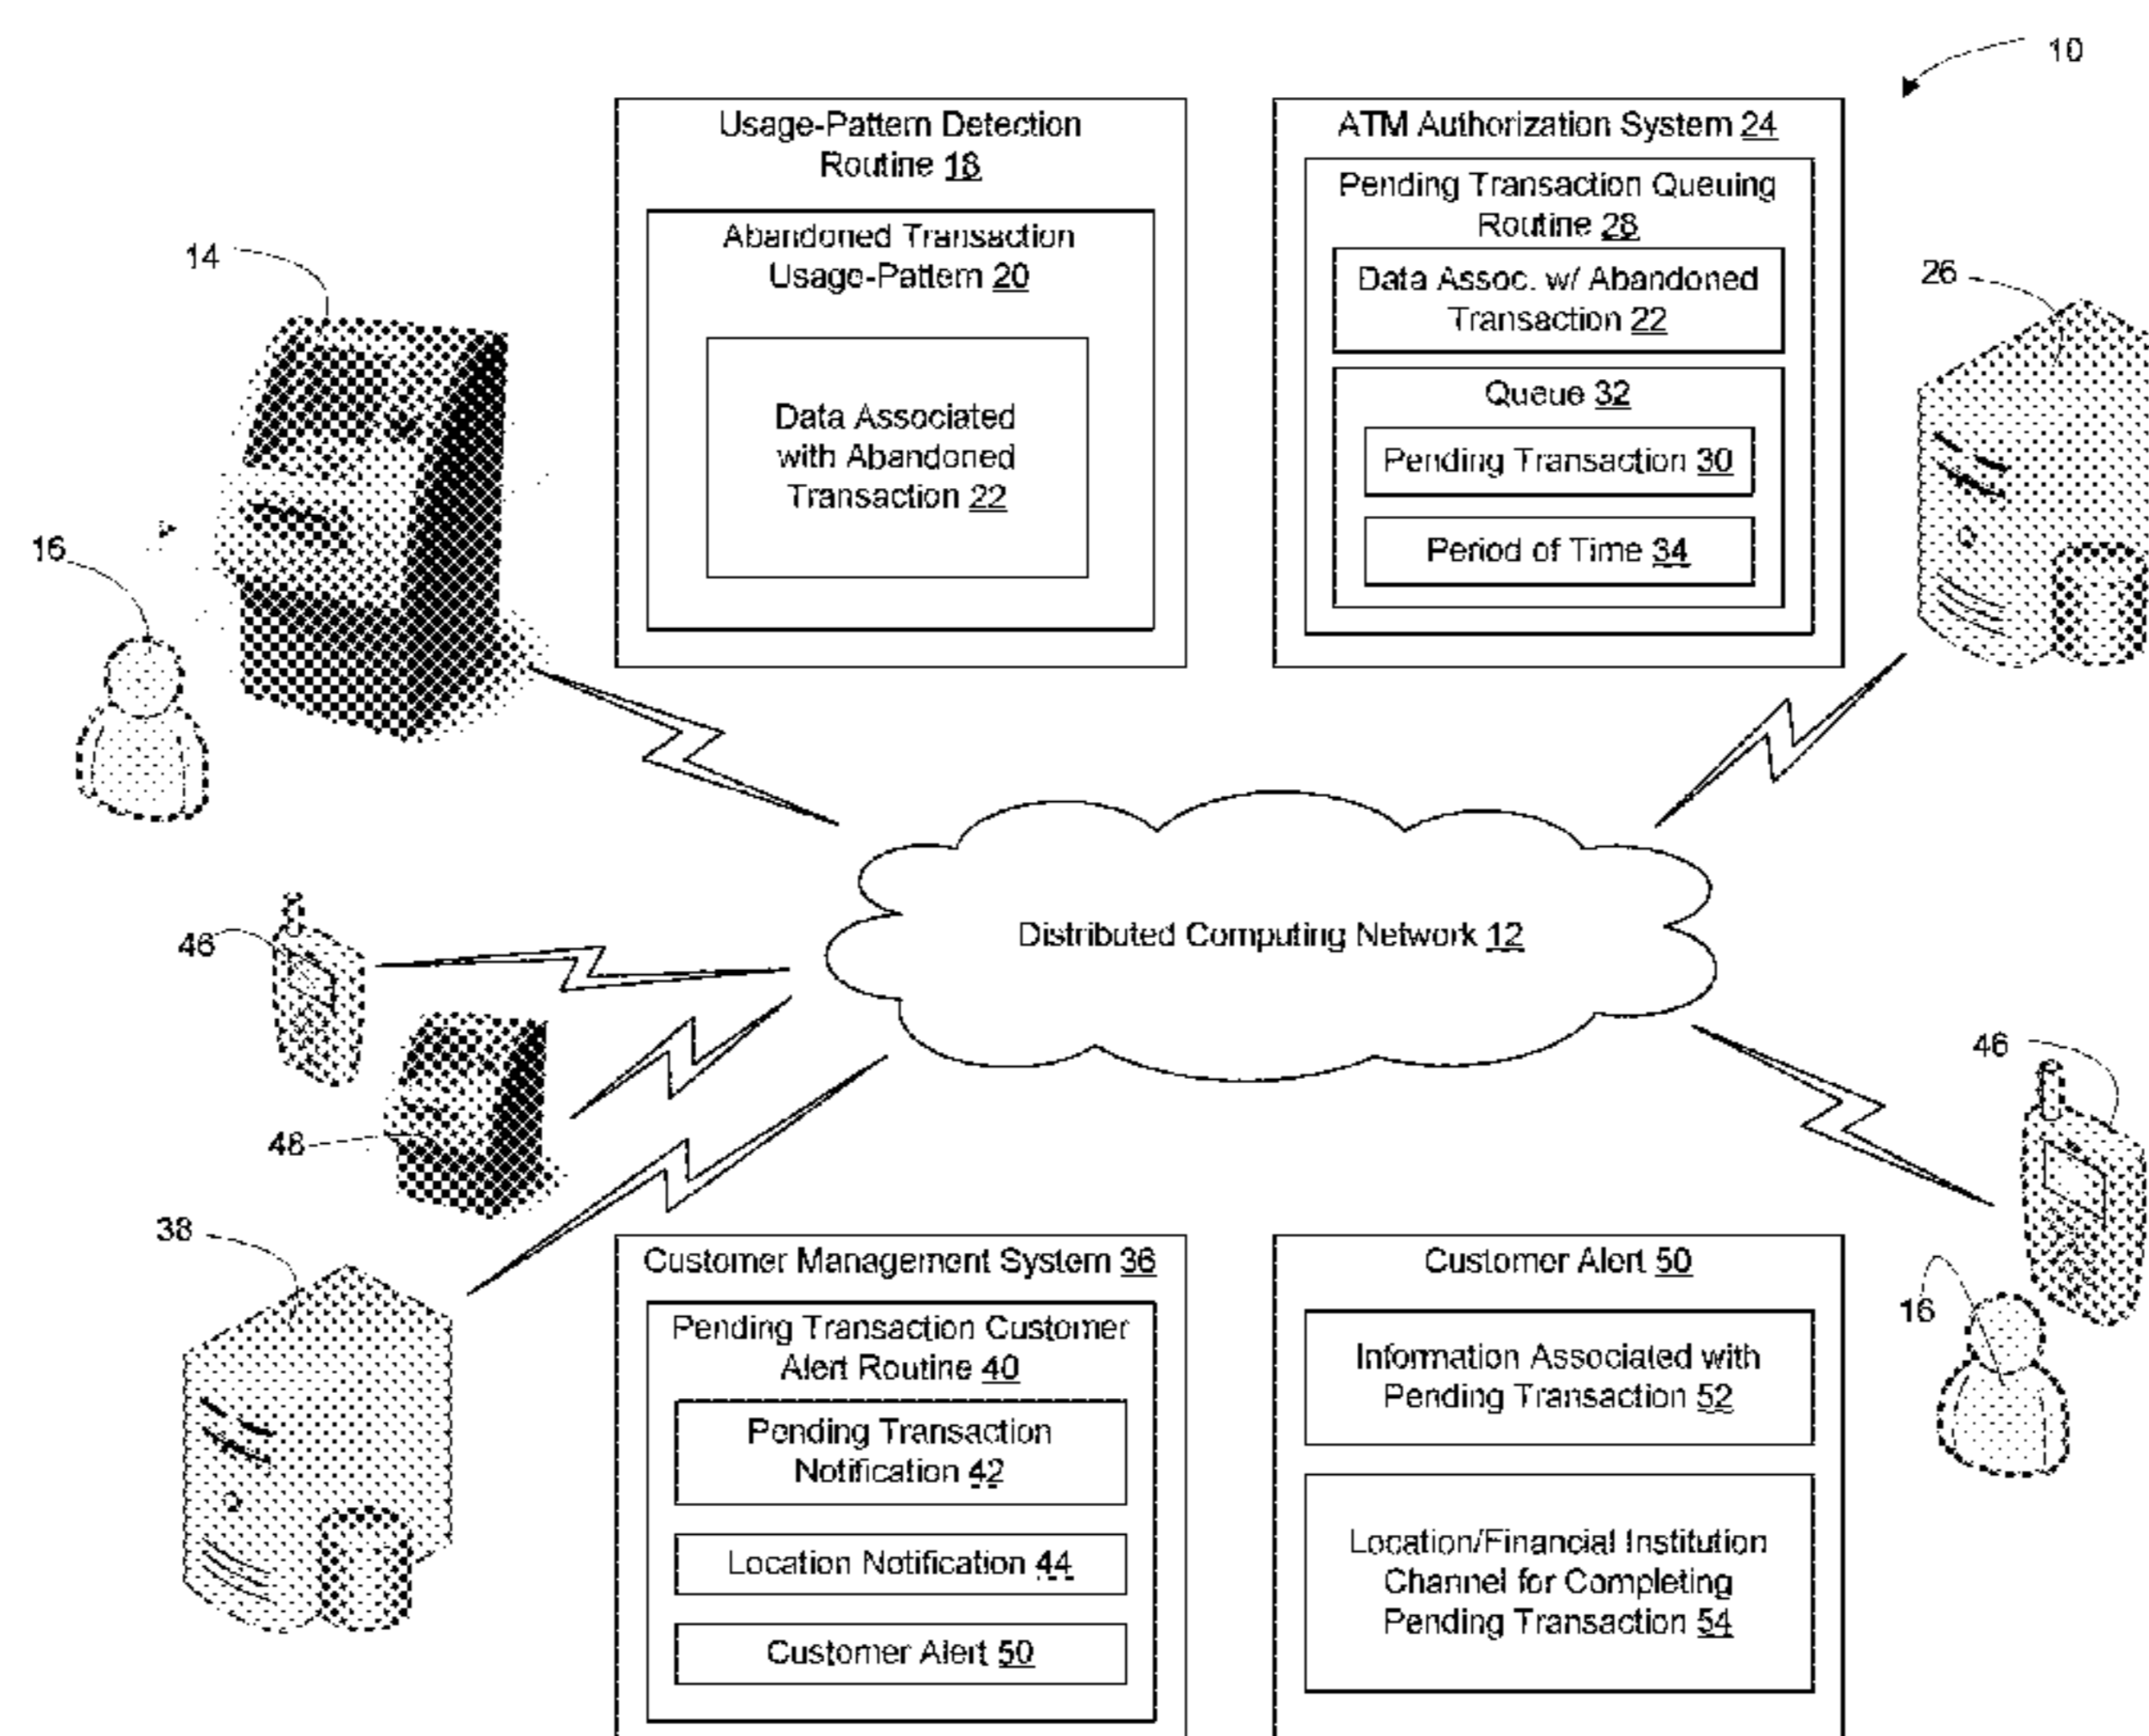 10
Usage-Pattern Detection
Routine 18
Abandoned Transaction
Usage-Pattern 20
Data Associated
with Abandoned
Transaction 22
ATM Authorization System 24
Pending Transaction Queuing
Routine 28
Data Assoc. w/ Abandoned
Transaction 22
Queue 32
Pending Transaction 30
Period of Time 34
14
26
16
Distributed Computing Network 12
46
48
46
38
16
Customer Management System 36
Pending Transaction Customer
Alert Routine 40
Pending Transaction
Notification 42
Location Notification 44
Customer Alert 50
Customer Alert 50
Information Associated with
Pending Transaction 52
Location/Financial Institution
Channel for Completing
Pending Transaction 54